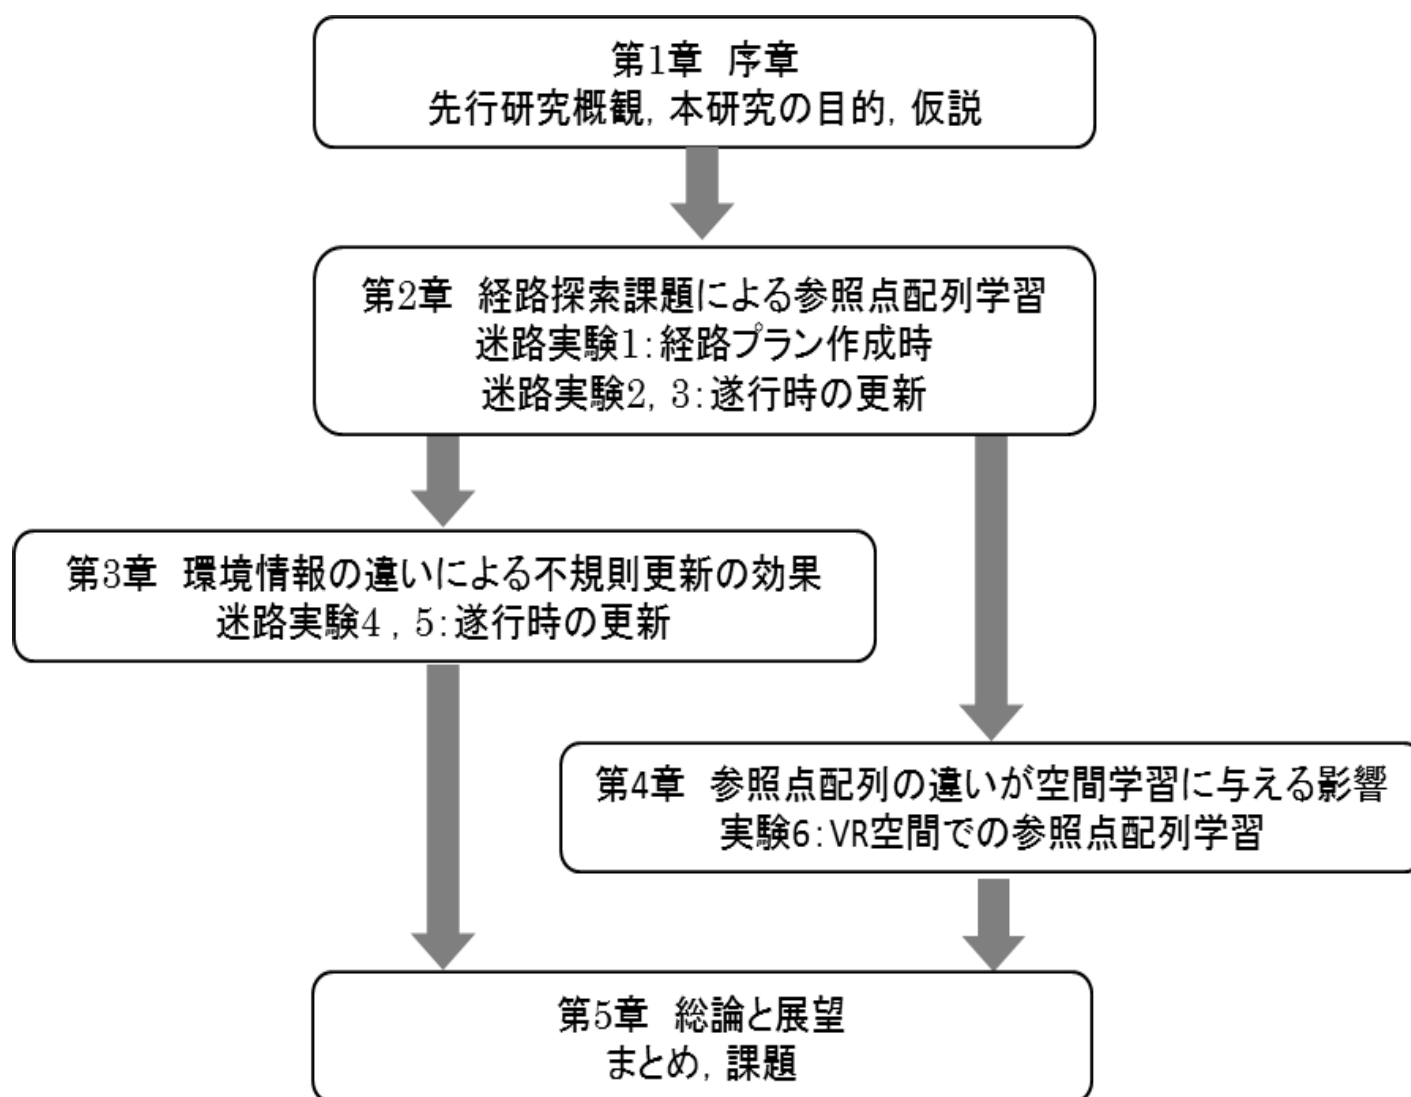 第1章 序章
先行研究概観, 本研究の目的, 仮説
第2章 経路探索課題による参照点配列学習
迷路実験1:経路プラン作成時
迷路実験2, 3:遂行時の更新
第3章 環境情報の違いによる不規則更新の効果
迷路実験4 , 5:遂行時の更新
第4章 参照点配列の違いが空間学習に与える影響
実験6:VR空間での参照点配列学習
第5章 総論と展望
まとめ, 課題